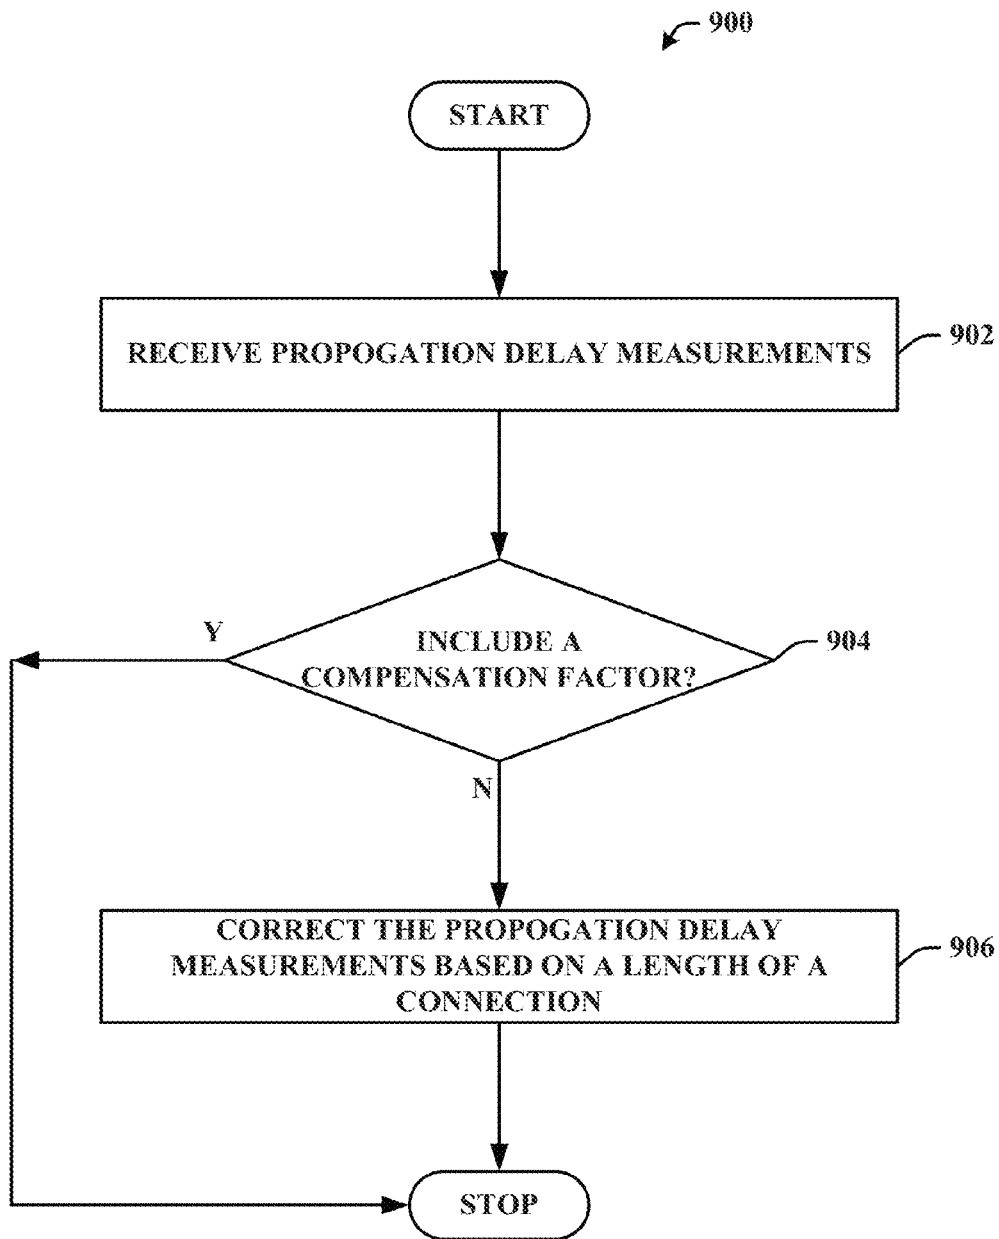 900
START
RECEIVE PROPOGATION DELAY MEASUREMENTS
902
Y
INCLUDE A
COMPENSATION FACTOR?
904
N
CORRECT THE PROPOGATION DELAY
MEASUREMENTS BASED ON A LENGTH OF A
CONNECTION
906
STOP